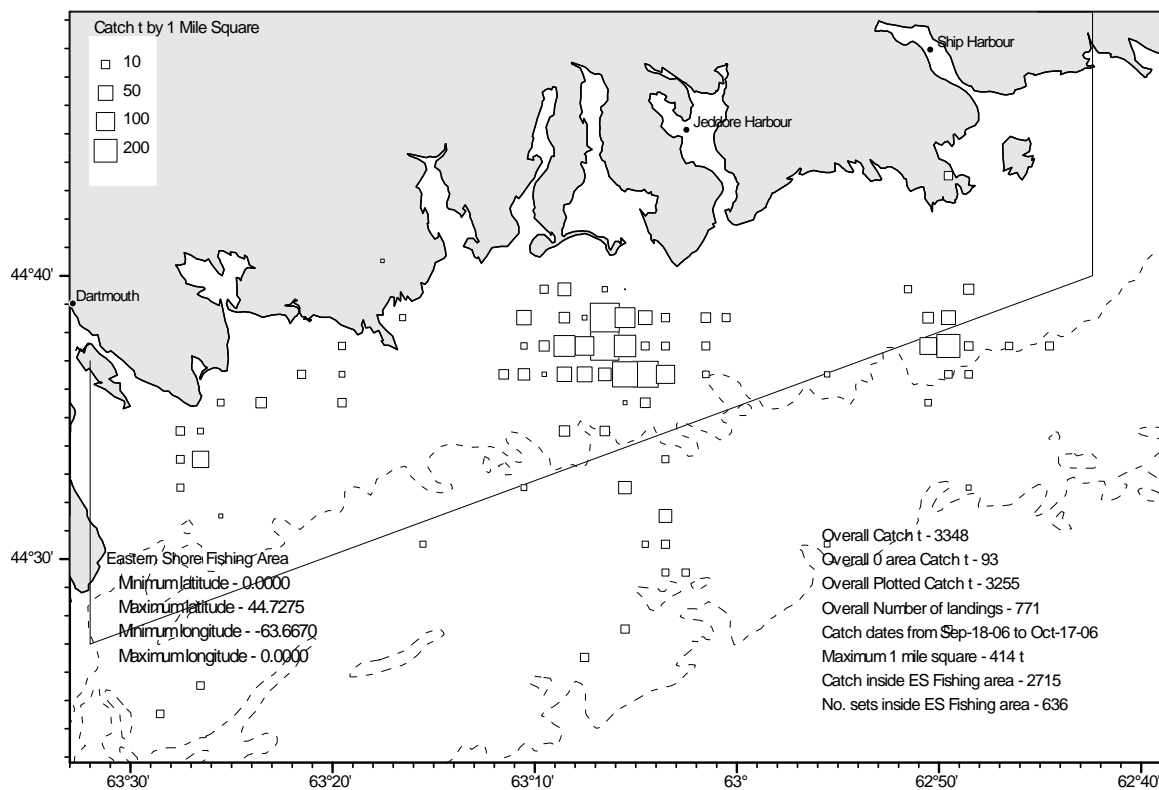 Catch t by 1 Mile Square
10
50
100
200
Ship Harbour
Jeddore Harbour
Dartmouth
44°40'
44°30'
Eastern Shore Fishing Area
Minimum latitude - 0.0000
Maximum latitude - 44.7275
Minimum longitude - -63.6670
Maximum longitude - 0.0000
Overall Catch t - 3348
Overall 0 area Catch t - 93
Overall Plotted Catch t - 3255
Overall Number of landings - 771
Catch dates from Sep-18-06 to Oct-17-06
Maximum 1 mile square - 414 t
Catch inside ES Fishing area - 2715
No. sets inside ES Fishing area - 636
63°30'
63°20'
63°10'
63°
62°50'
62°40'